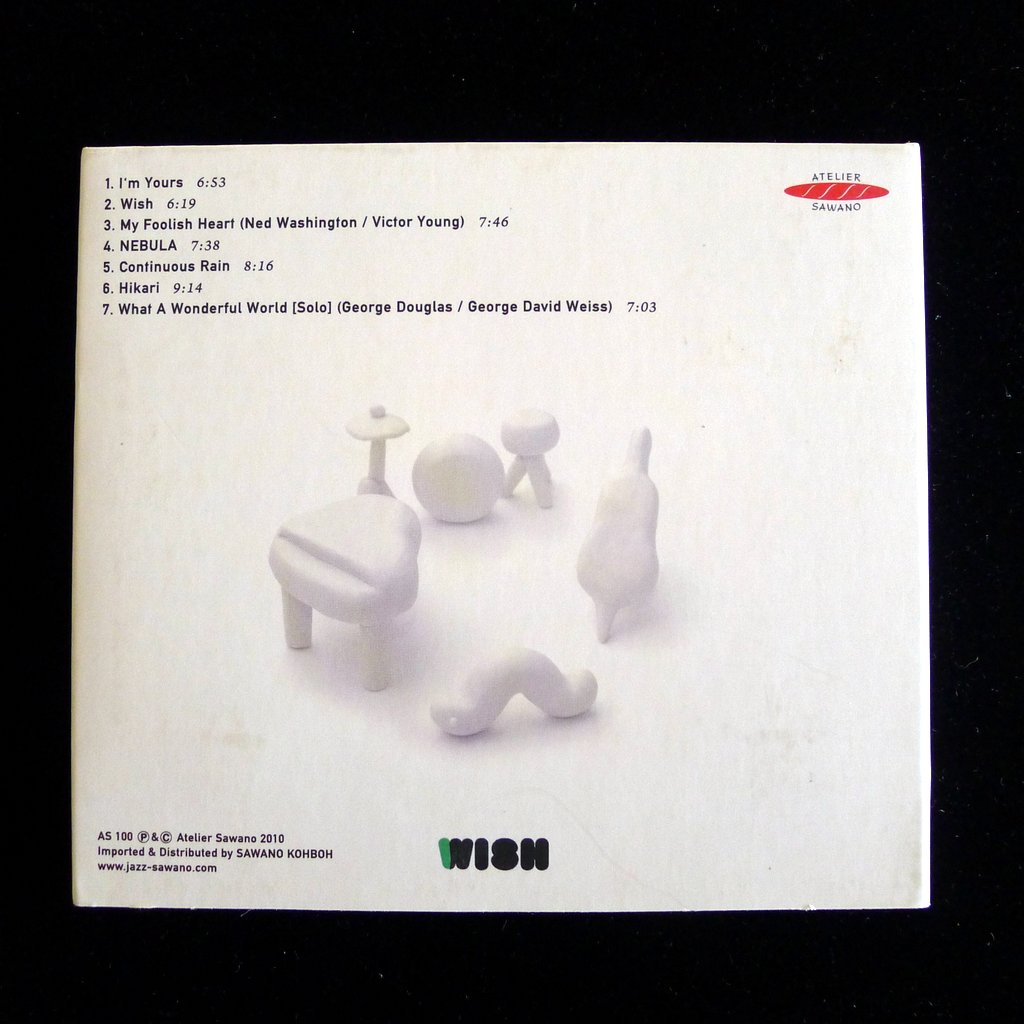 1. I'm Yours 6:53
2. Wish 6:19
3. My Foolish Heart (Ned Washington / Victor Young) 7:46
4. NEBULA 7:38
5. Continuous Rain 8:16
6. Hikari 9:14
7. What A Wonderful World [Solo] (George Douglas / George David Weiss) 7:03
ATELIER
SAWANO
AS 100 Ⓟ&Ⓒ Atelier Sawano 2010
Imported & Distributed by SAWANO KOHBOH
www.jazz-sawano.com
WISH